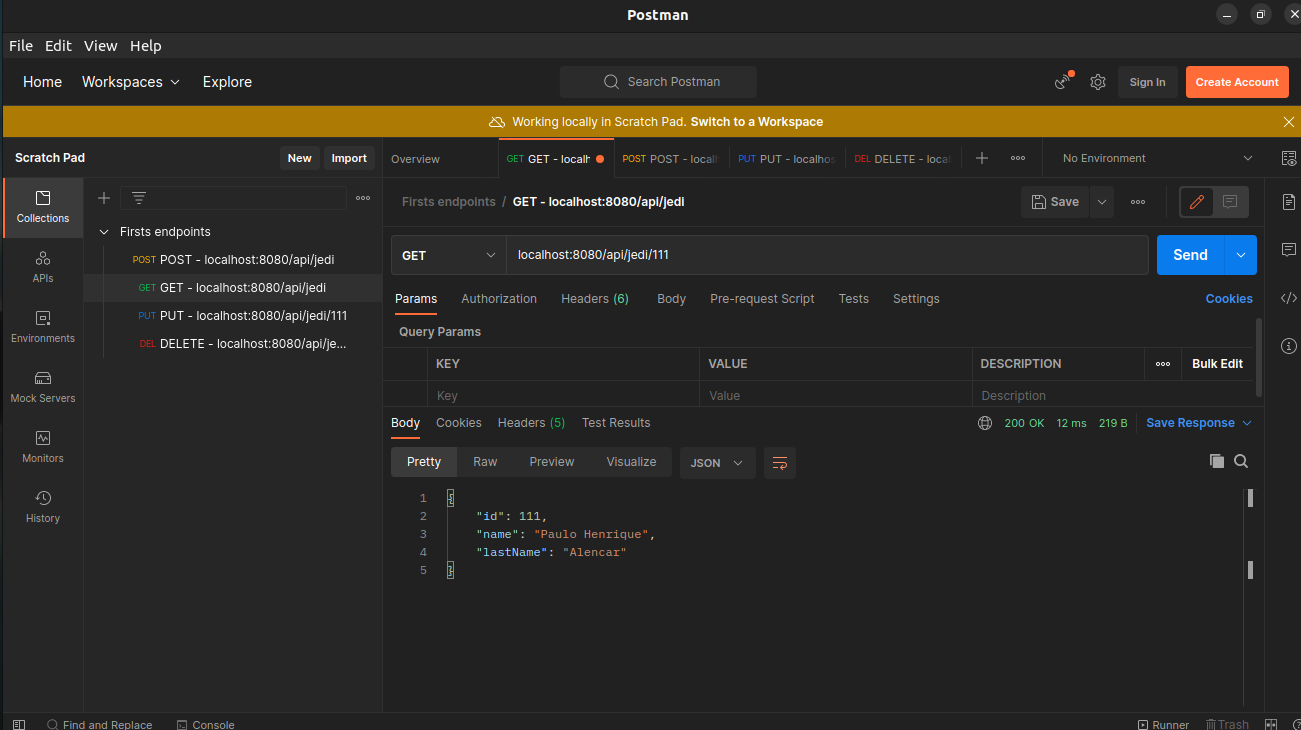 Postman
File Edit View Help
Home Workspaces Explore Search Postman Sign In Create Account
Working locally in Scratch Pad. Switch to a Workspace
Scratch Pad New Import
Overview GET GET - localh POST POST - localh PUT PUT - localhos DEL DELETE - local No Environment
Collections
APIs
Environments
Mock Servers
Monitors
History
Firsts endpoints
POST POST - localhost:8080/api/jedi
GET GET - localhost:8080/api/jedi
PUT PUT - localhost:8080/api/jedi/111
DEL DELETE - localhost:8080/api/je...
Firsts endpoints / GET - localhost:8080/api/jedi Save
GET localhost:8080/api/jedi/111 Send
Params Authorization Headers (6) Body Pre-request Script Tests Settings Cookies
Query Params
KEY VALUE DESCRIPTION Bulk Edit
Key Value Description
Body Cookies Headers (5) Test Results 200 OK 12 ms 219 B Save Response
Pretty Raw Preview Visualize JSON
1 {
2 "id": 111,
3 "name": "Paulo Henrique",
4 "lastName": "Alencar"
5 }
Find and Replace Console Runner Trash